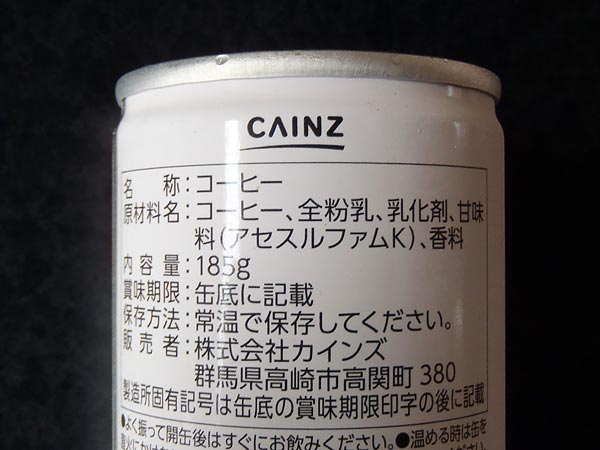 CAINZ
名称:コーヒー
原材料名:コーヒー、全粉乳、乳化剤、甘味
料(アセスルファムK)、香料
内容量:185g
賞味期限:缶底に記載
保存方法:常温で保存してください。
販売者:株式会社カインズ
群馬県高崎市高関町380
製造所固有記号は缶底の賞味期限印字の後に記載
●よく振って開缶後はすぐにお飲みください。●温める時は缶を